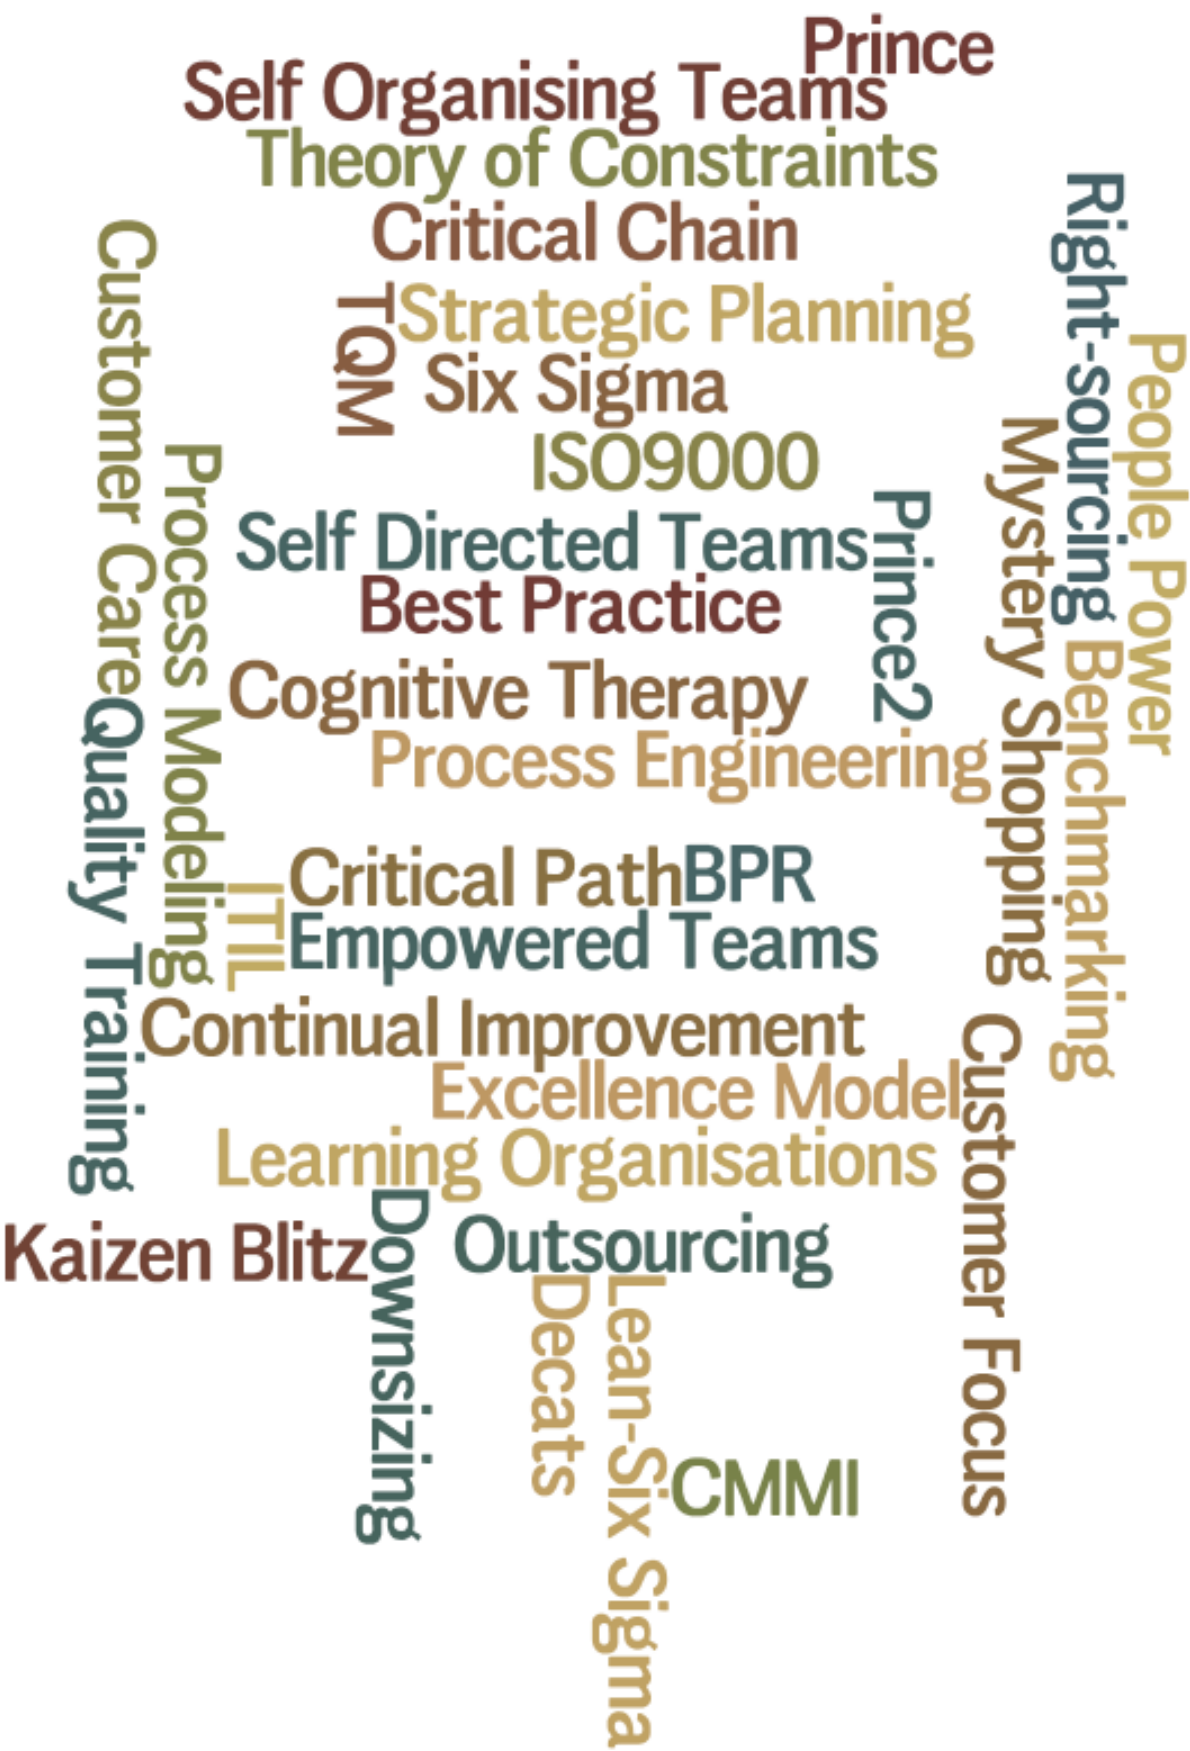 Prince
Self Organising Teams
Theory of Constraints
Critical Chain
Right-sourcing
Customer Care
TQM
Strategic Planning
People Power
Six Sigma
Mystery Shopping
ISO9000
Process Modeling
Self Directed Teams
Prince2
Best Practice
Benchmarking
Cognitive Therapy
Quality Training
Process Engineering
Critical Path
BPR
ITIL
Empowered Teams
Continual Improvement
Customer Focus
Excellence Model
Learning Organisations
Downsizing
Kaizen Blitz
Outsourcing
Decats
Lean-Six Sigma
CMMI